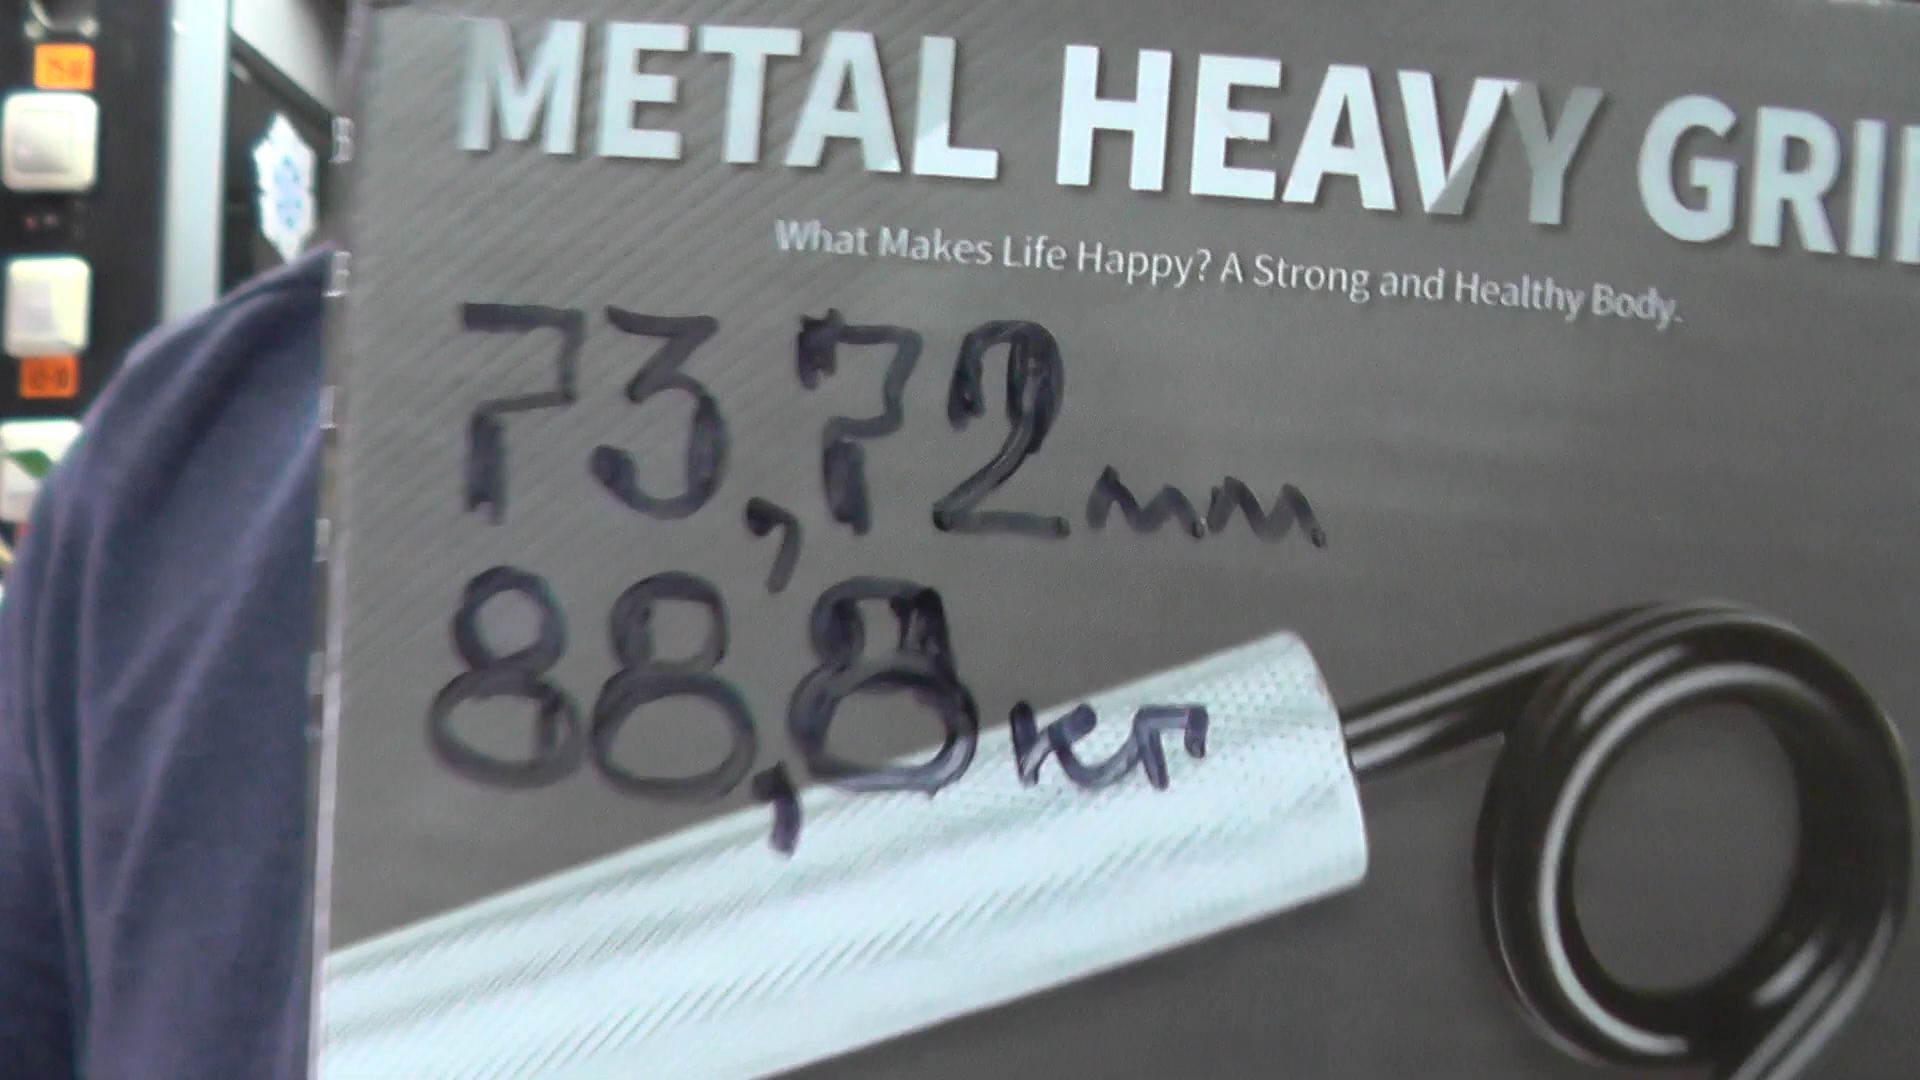 METAL HEAVY GRI
What Makes Life Happy? A Strong and Healthy Body.
73,72мм
88,8кг